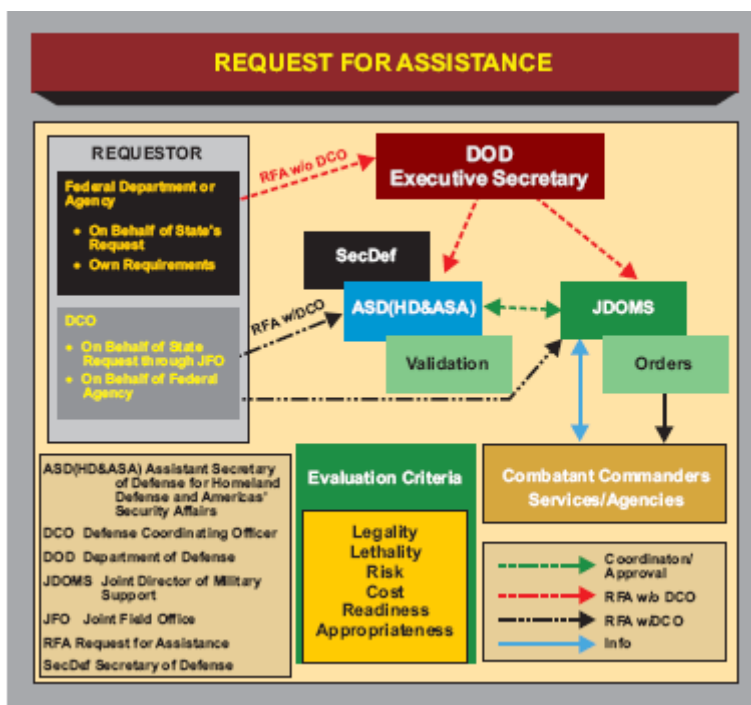 REQUEST FOR ASSISTANCE
REQUESTOR
Federal Department or
Agency
On Behalf of State's
Request
Own Requirements
DCO
On Behalf of State
Request through JFO
On Behalf of Federal
Agency
RFA w/o DCO
RFA w/DCO
DOD
Executive Secretary
SecDef
ASD(HD&ASA)
Validation
JDOMS
Orders
Combatant Commanders
Services/Agencies
ASD(HD&ASA) Assistant Secretary
of Defense for Homeland
Defense and Americas'
Security Affairs
DCO Defense Coordinating Officer
DOD Department of Defense
JDOMS Joint Director of Military
Support
JFO Joint Field Office
RFA Request for Assistance
SecDef Secretary of Defense
Evaluation Criteria
Legality
Lethality
Risk
Cost
Readiness
Appropriateness
Coordinaton/
Approval
RFA w/o DCO
RFA w/DCO
Info